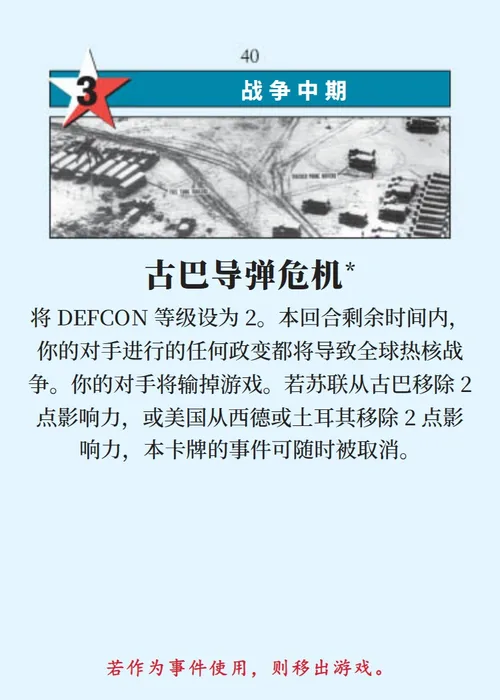 40
3
战争中期
古巴导弹危机*
将 DEFCON 等级设为 2。本回合剩余时间内，
你的对手进行的任何政变都将导致全球热核战
争。你的对手将输掉游戏。若苏联从古巴移除 2
点影响力，或美国从西德或土耳其移除 2 点影
响力，本卡牌的事件可随时被取消。
若作为事件使用，则移出游戏。